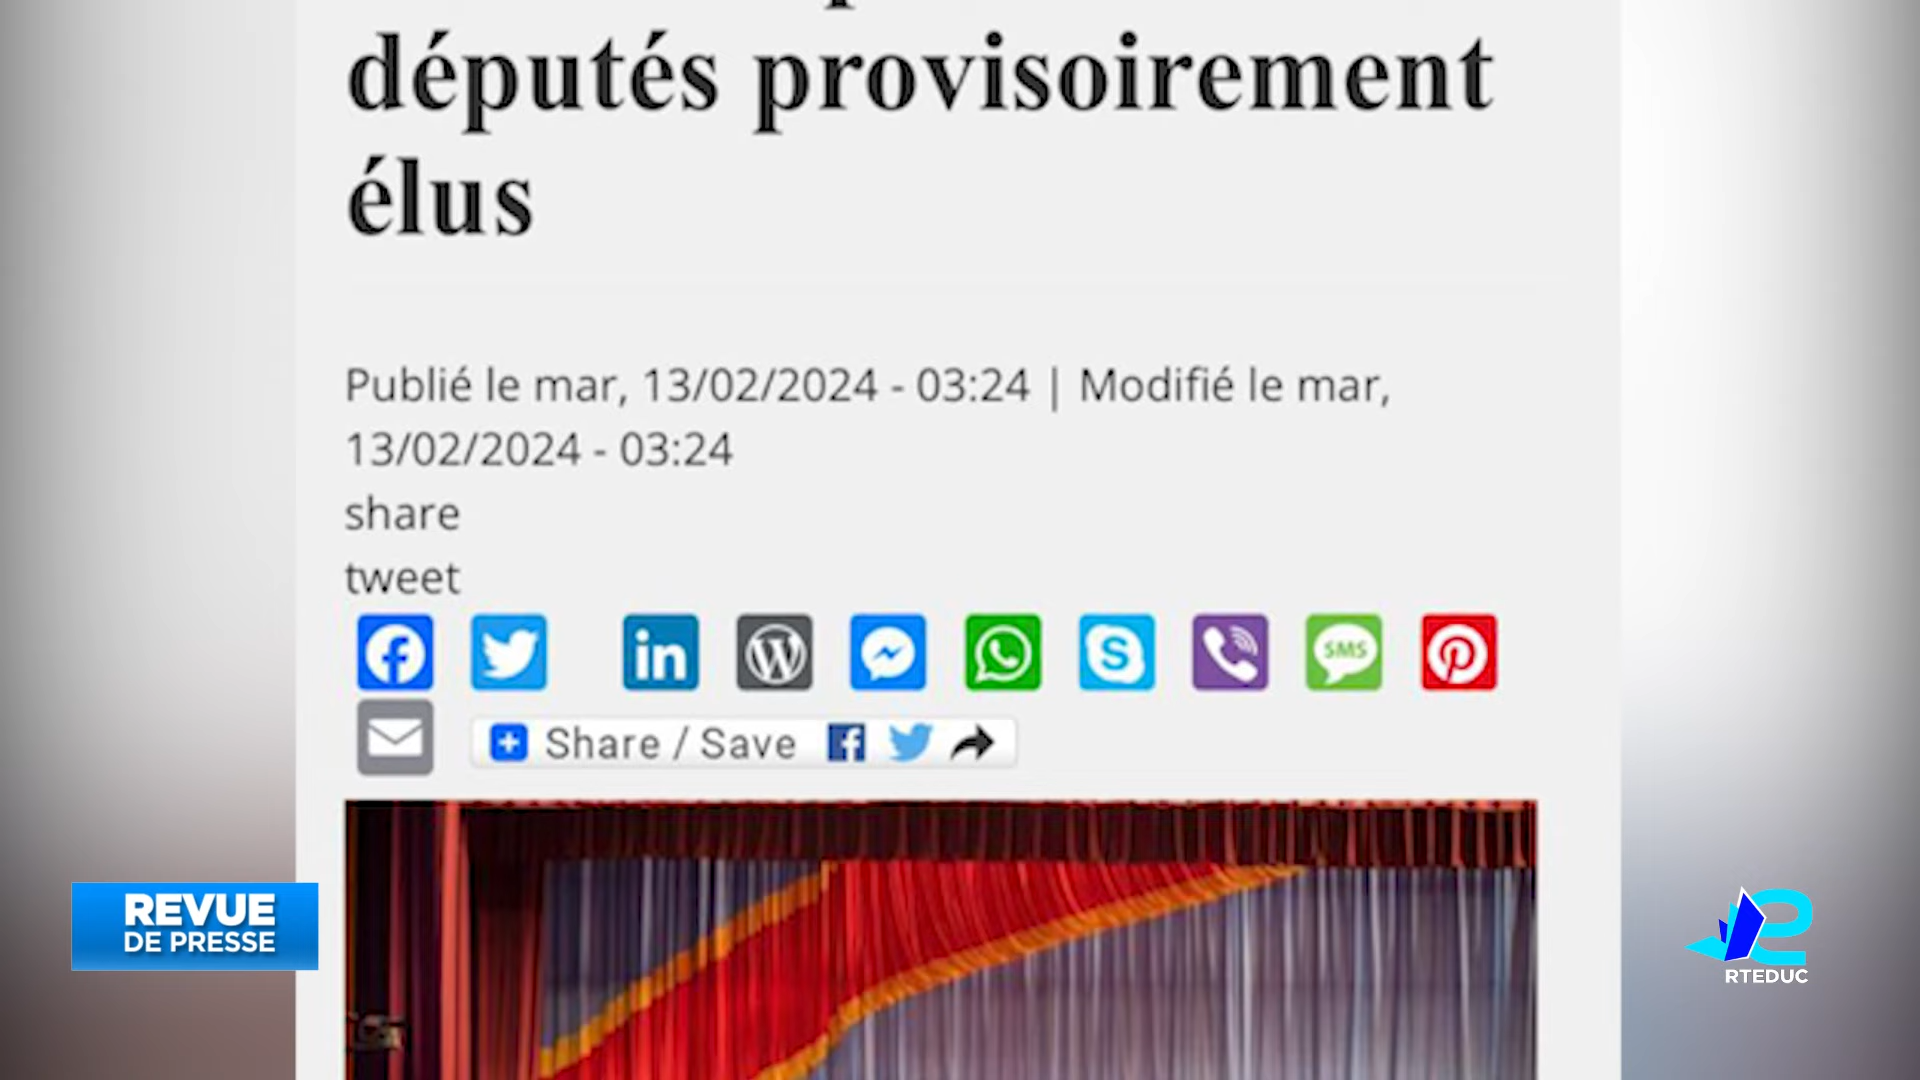 députés provisoirement
élus
Publié le mar, 13/02/2024 - 03:24 | Modifié le mar,
13/02/2024 - 03:24
share
tweet
SMS
Share / Save
REVUE
DE PRESSE
RTEDUC